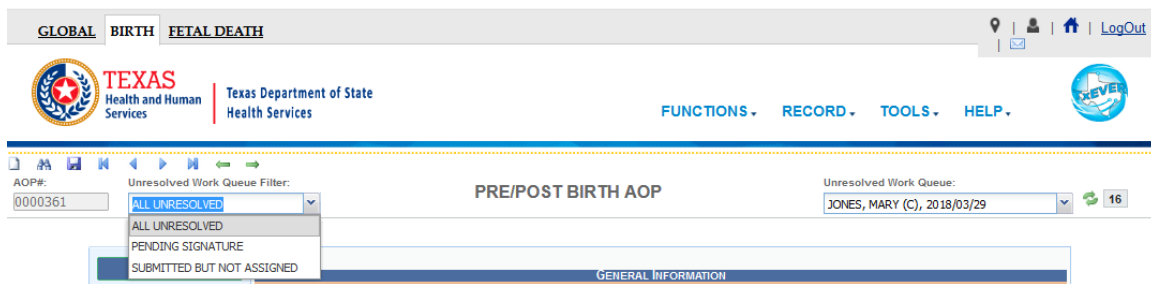 GLOBAL BIRTH FETAL DEATH
| | | LogOut
|
TEXAS
Health and Human
Services
Texas Department of State
Health Services
FUNCTIONS RECORD TOOLS HELP
TxEVER
AOP#: Unresolved Work Queue Filter: PRE/POST BIRTH AOP Unresolved Work Queue:
0000361 ALL UNRESOLVED JONES, MARY (C), 2018/03/29 16
ALL UNRESOLVED
PENDING SIGNATURE
SUBMITTED BUT NOT ASSIGNED
GENERAL INFORMATION